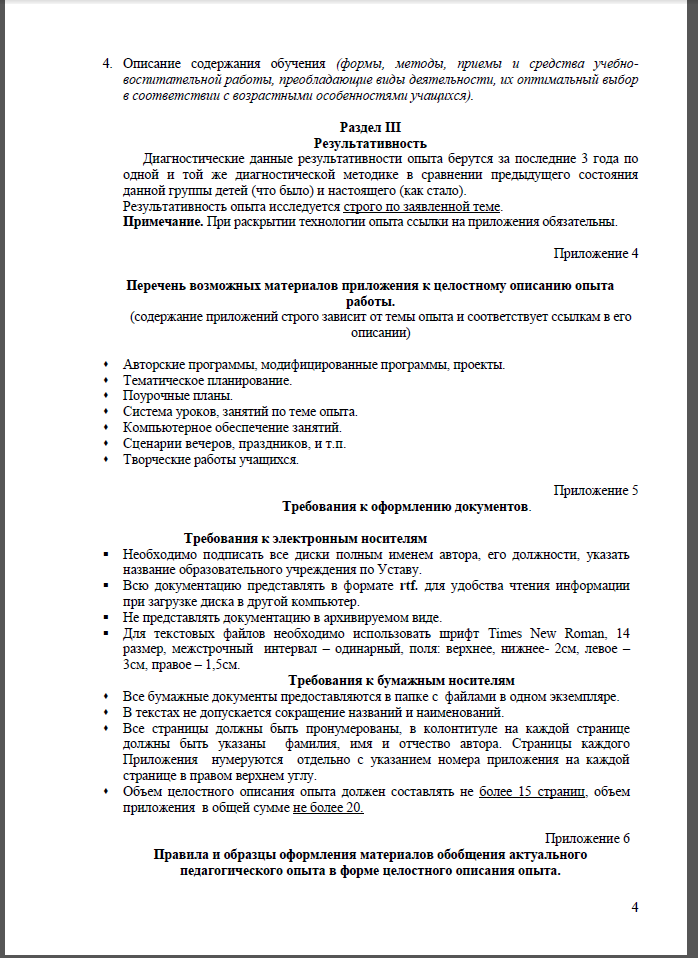 4. Описание содержания обучения (формы, методы, приемы и средства учебно-
воспитательной работы, преобладающие виды деятельности, их оптимальный выбор
в соответствии с возрастными особенностями учащихся).
Раздел III
Результативность
Диагностические данные результативности опыта берутся за последние 3 года по
одной и той же диагностической методике в сравнении предыдущего состояния
данной группы детей (что было) и настоящего (как стало).
Результативность опыта исследуется строго по заявленной теме.
Примечание. При раскрытии технологии опыта ссылки на приложения обязательны.
Приложение 4
Перечень возможных материалов приложения к целостному описанию опыта
работы.
(содержание приложений строго зависит от темы опыта и соответствует ссылкам в его
описании)
♦ Авторские программы, модифицированные программы, проекты.
♦ Тематическое планирование.
♦ Поурочные планы.
♦ Система уроков, занятий по теме опыта.
♦ Компьютерное обеспечение занятий.
♦ Сценарии вечеров, праздников, и т.п.
♦ Творческие работы учащихся.
Приложение 5
Требования к оформлению документов.
Требования к электронным носителям
▪ Необходимо подписать все диски полным именем автора, его должности, указать
название образовательного учреждения по Уставу.
▪ Всю документацию представлять в формате rtf. для удобства чтения информации
при загрузке диска в другой компьютер.
▪ Не представлять документацию в архивируемом виде.
▪ Для текстовых файлов необходимо использовать шрифт Times New Roman, 14
размер, межстрочный интервал – одинарный, поля: верхнее, нижнее- 2см, левое –
3см, правое – 1,5см.
Требования к бумажным носителям
♦ Все бумажные документы предоставляются в папке с файлами в одном экземпляре.
♦ В текстах не допускается сокращение названий и наименований.
♦ Все страницы должны быть пронумерованы, в колонтитуле на каждой странице
должны быть указаны фамилия, имя и отчество автора. Страницы каждого
Приложения нумеруются отдельно с указанием номера приложения на каждой
странице в правом верхнем углу.
♦ Объем целостного описания опыта должен составлять не более 15 страниц, объем
приложения в общей сумме не более 20.
Приложение 6
Правила и образцы оформления материалов обобщения актуального
педагогического опыта в форме целостного описания опыта.
4